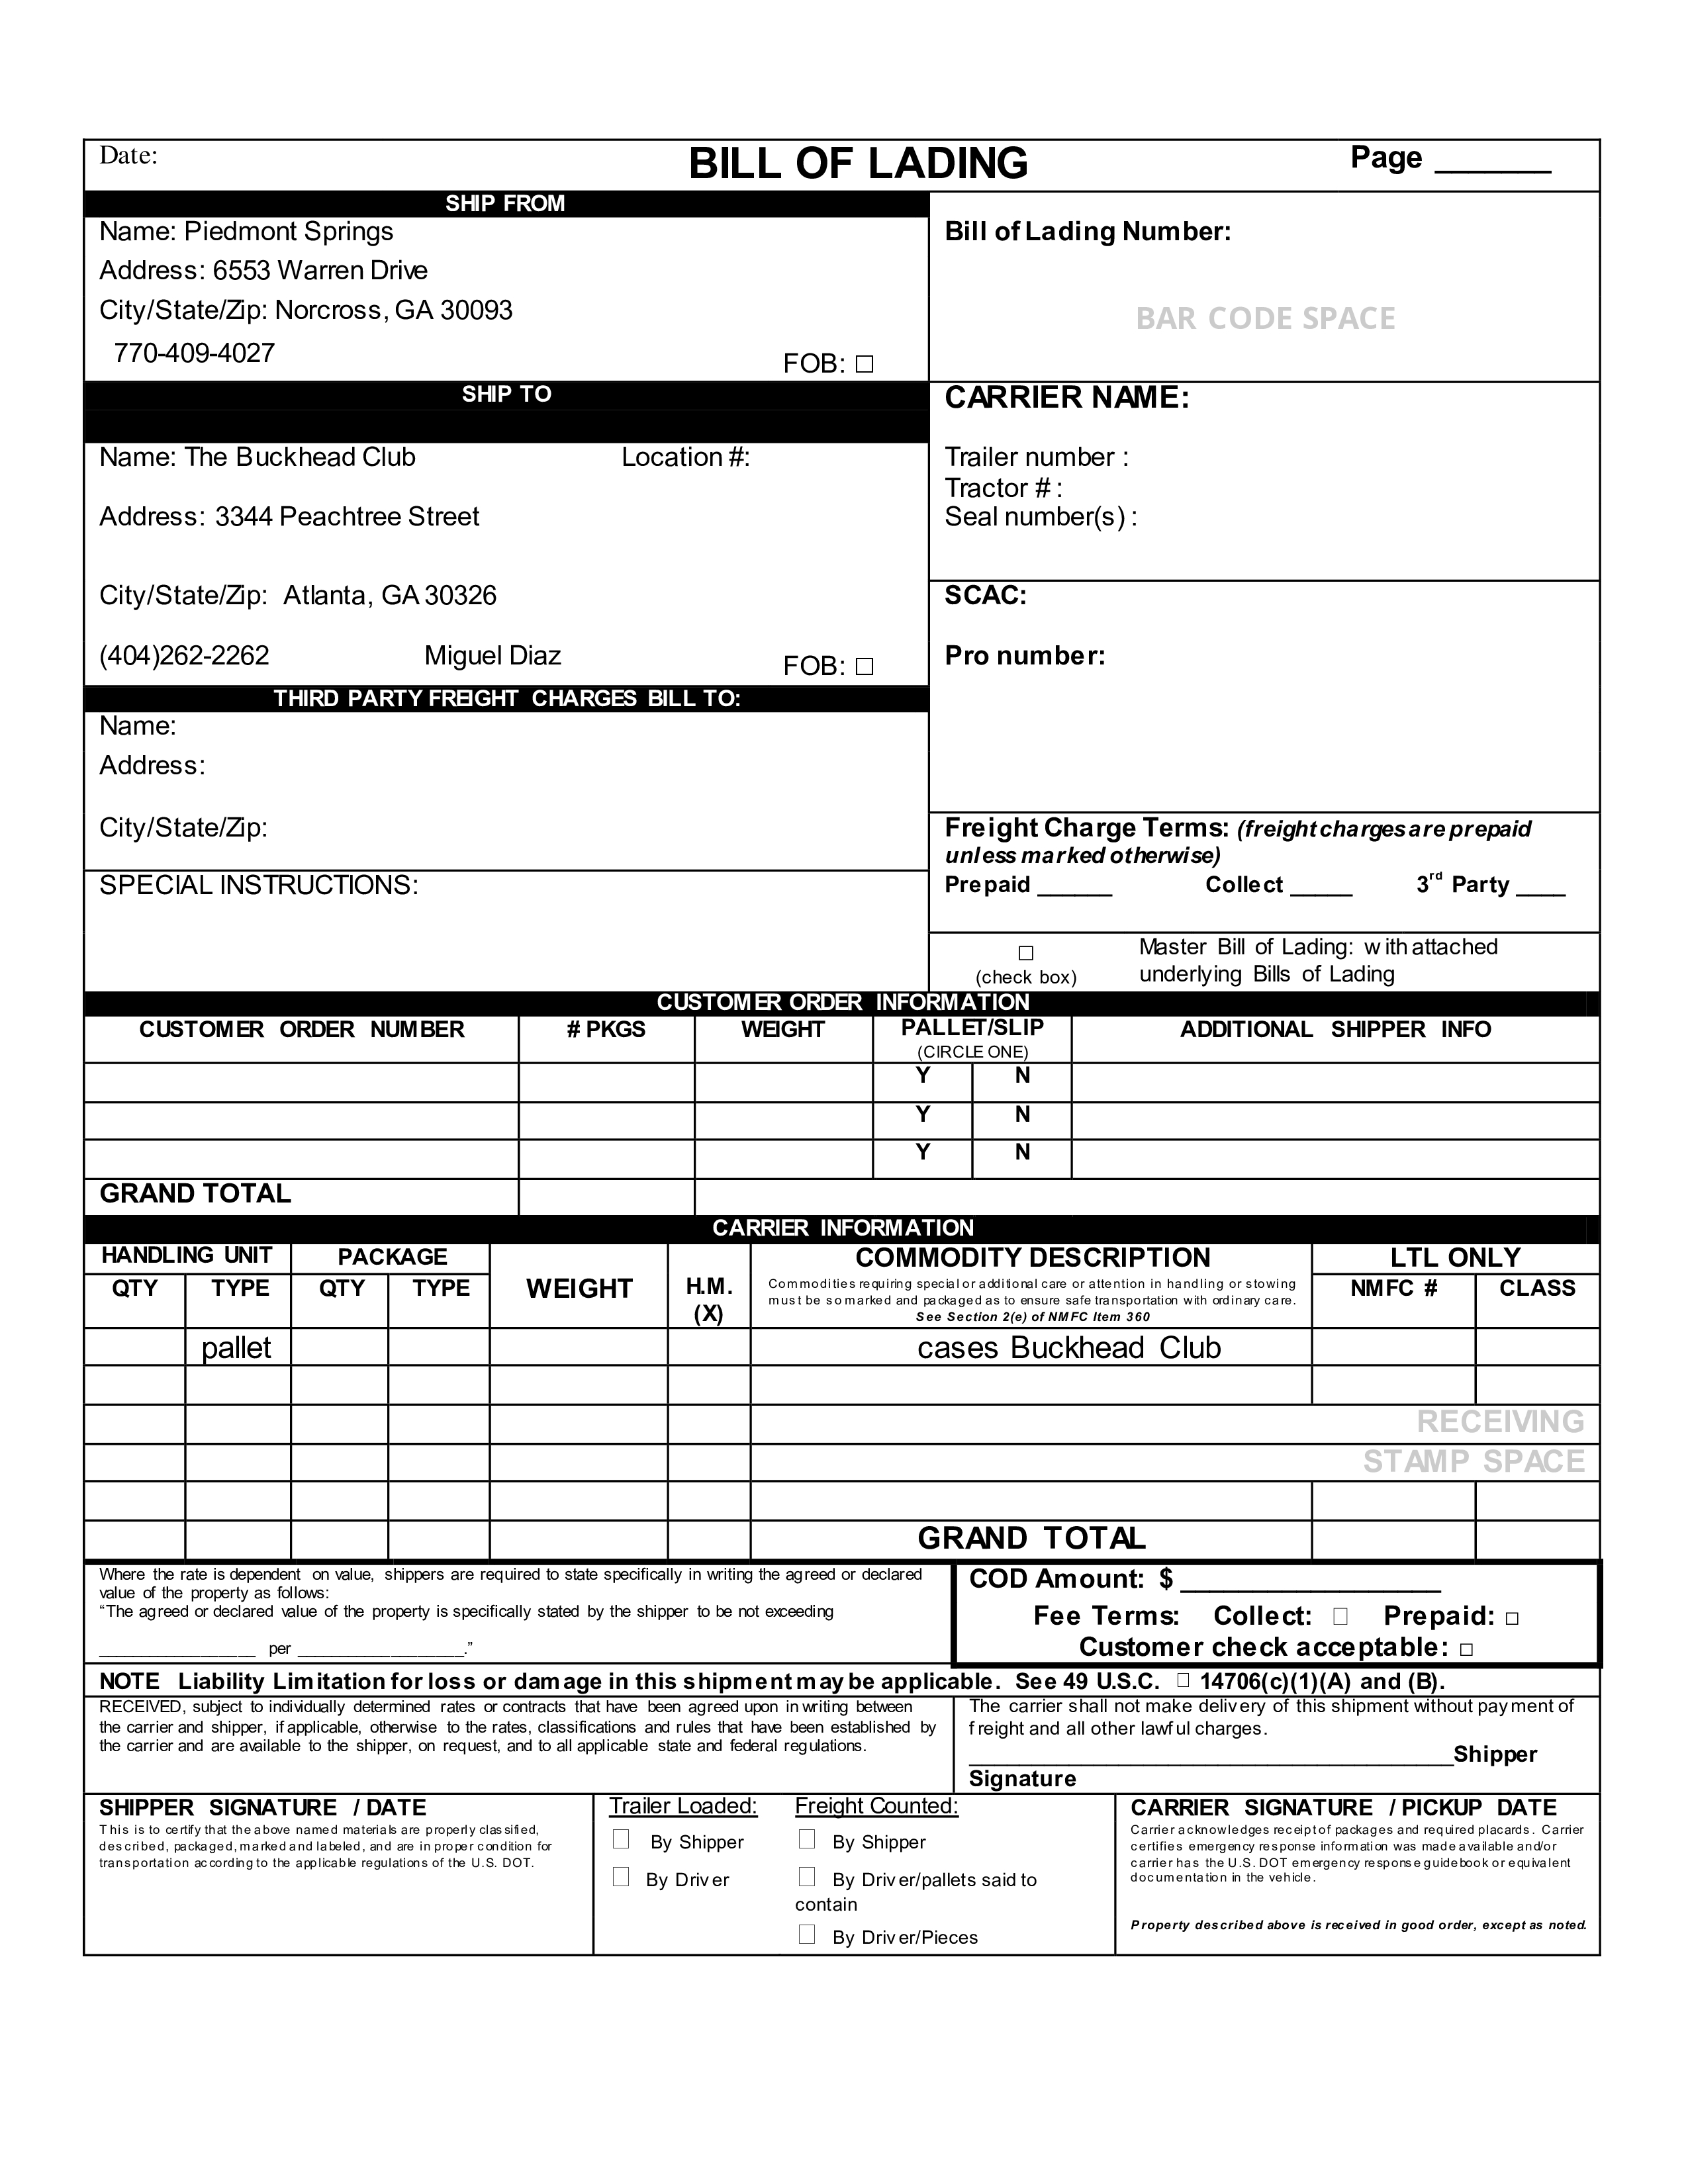 Date:
BILL OF LADING
Page _______
SHIP FROM
Name: Piedmont Springs
Address: 6553 Warren Drive
City/State/Zip: Norcross, GA 30093
770-409-4027
FOB: □
Bill of Lading Number:
BAR CODE SPACE
SHIP TO
Name: The Buckhead Club Location #:
Address: 3344 Peachtree Street
City/State/Zip: Atlanta, GA 30326
(404)262-2262 Miguel Diaz FOB: □
CARRIER NAME:
Trailer number :
Tractor # :
Seal number(s) :
SCAC:
Pro number:
THIRD PARTY FREIGHT CHARGES BILL TO:
Name:
Address:
City/State/Zip:
SPECIAL INSTRUCTIONS:
Freight Charge Terms: (freight charges are prepaid
unless marked otherwise)
Prepaid ______ Collect _____ 3rd Party ____
□
(check box)
Master Bill of Lading: with attached
underlying Bills of Lading
CUSTOMER ORDER INFORMATION
CUSTOMER ORDER NUMBER # PKGS WEIGHT PALLET/SLIP ADDITIONAL SHIPPER INFO
(CIRCLE ONE)
Y N
Y N
Y N
GRAND TOTAL
CARRIER INFORMATION
HANDLING UNIT PACKAGE COMMODITY DESCRIPTION LTL ONLY
QTY TYPE QTY TYPE WEIGHT H.M.
(X)
Commodities requiring special or additional care or attention in handling or stowing
must be so marked and packaged as to ensure safe transportation with ordinary care.
See Section 2(e) of NMFC Item 360
NMFC # CLASS
pallet cases Buckhead Club
RECEIVING
STAMP SPACE
GRAND TOTAL
Where the rate is dependent on value, shippers are required to state specifically in writing the agreed or declared
value of the property as follows:
“The agreed or declared value of the property is specifically stated by the shipper to be not exceeding
_________________ per __________________.”
COD Amount: $ ____________________
Fee Terms: Collect: □ Prepaid: □
Customer check acceptable: □
NOTE Liability Limitation for loss or damage in this shipment may be applicable. See 49 U.S.C. □ 14706(c)(1)(A) and (B).
RECEIVED, subject to individually determined rates or contracts that have been agreed upon in writing between
the carrier and shipper, if applicable, otherwise to the rates, classifications and rules that have been established by
the carrier and are available to the shipper, on request, and to all applicable state and federal regulations.
The carrier shall not make delivery of this shipment without payment of
freight and all other lawful charges.
_______________________________________Shipper
Signature
SHIPPER SIGNATURE / DATE
This is to certify that the above named materials are properly classified,
described, packaged, marked and labeled, and are in proper condition for
transportation according to the applicable regulations of the U.S. DOT.
Trailer Loaded:
□ By Shipper
□ By Driver
Freight Counted:
□ By Shipper
□ By Driver/pallets said to
contain
□ By Driver/Pieces
CARRIER SIGNATURE / PICKUP DATE
Carrier acknowledges receipt of packages and required placards. Carrier
certifies emergency response information was made available and/or
carrier has the U.S. DOT emergency response guidebook or equivalent
documentation in the vehicle.
Property described above is received in good order, except as noted.